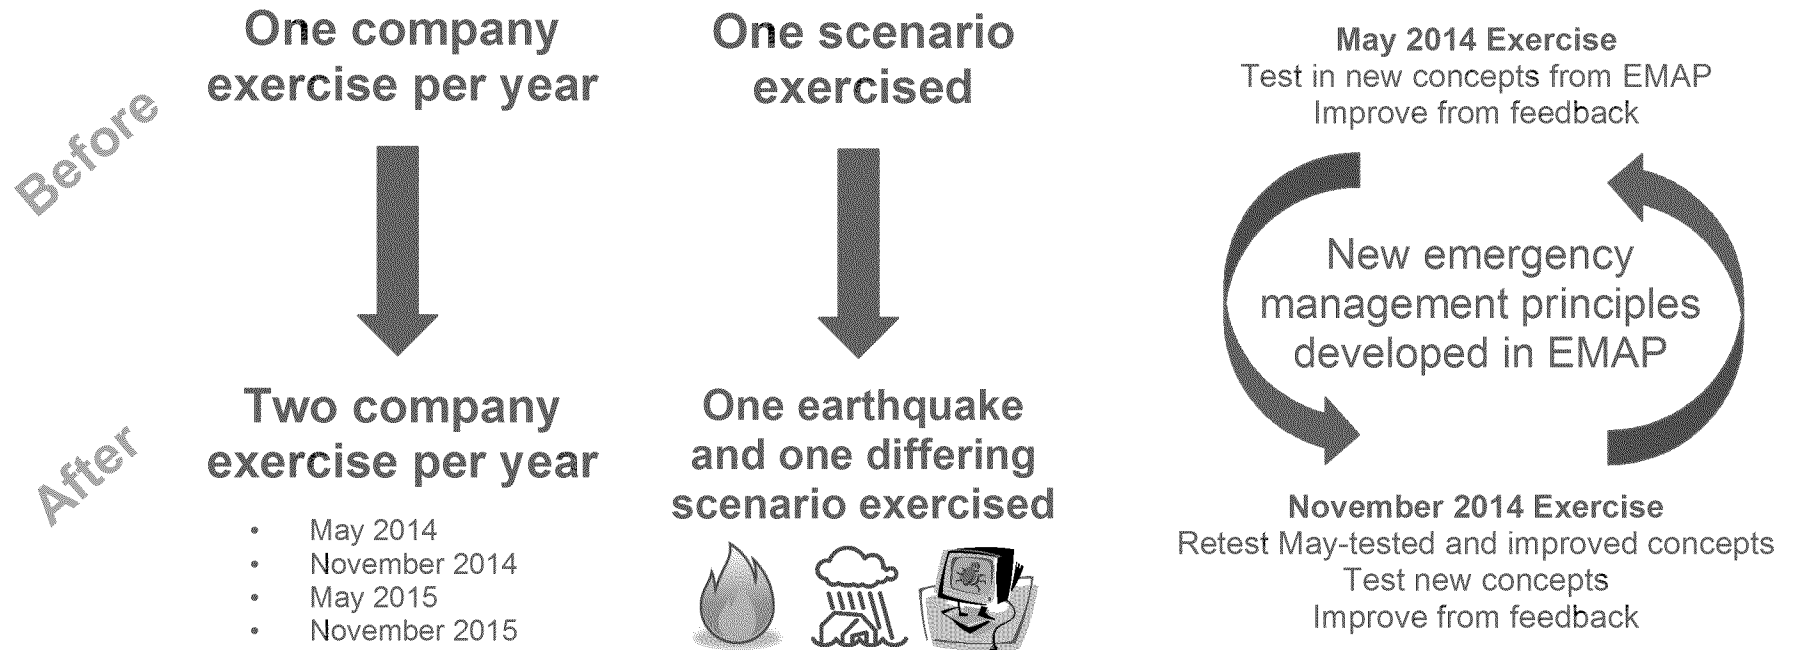 Before
One company
exercise per year
One scenario
exercised
After
Two company
exercise per year
• May 2014
• November 2014
• May 2015
• November 2015
One earthquake
and one differing
scenario exercised
May 2014 Exercise
Test in new concepts from EMAP
Improve from feedback
New emergency
management principles
developed in EMAP
November 2014 Exercise
Retest May-tested and improved concepts
Test new concepts
Improve from feedback